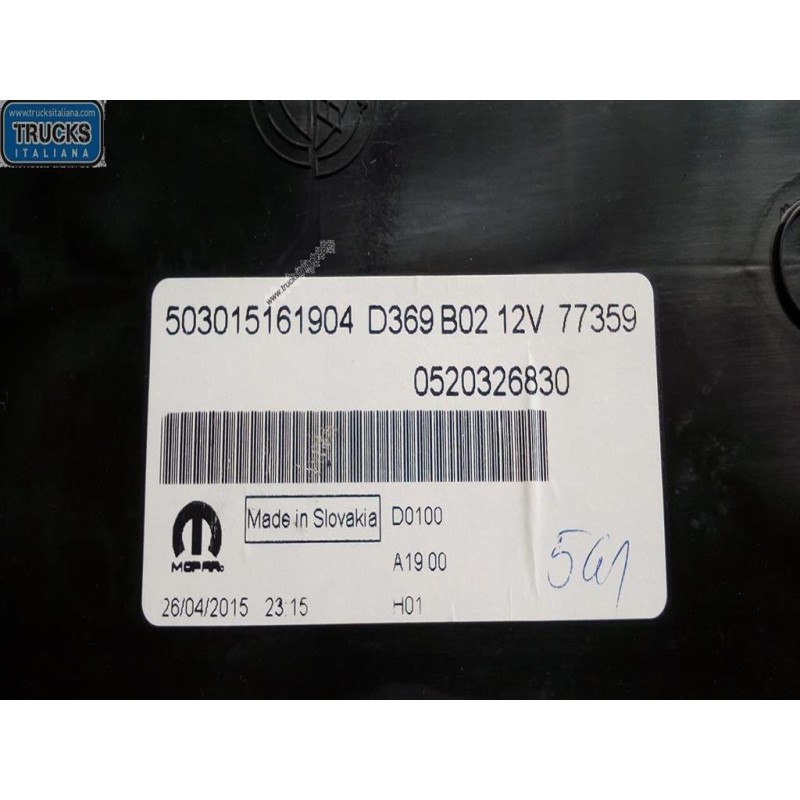 www.trucksitaliana.com
TRUCKS
ITALIANA
503015161904 D369 B02 12V 77359
0520326830
Made in Slovakia D0100
MOPAR
A19 00
26/04/2015 23:15 H01